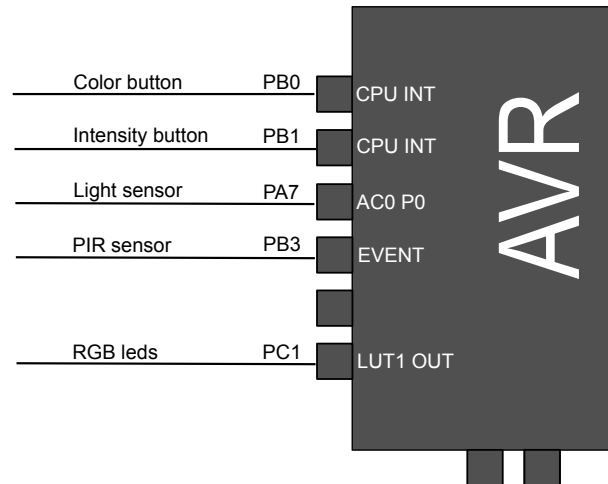 Color button PB0 CPU INT
Intensity button PB1 CPU INT
Light sensor PA7 AC0 P0
PIR sensor PB3 EVENT
RGB leds PC1 LUT1 OUT
AVR